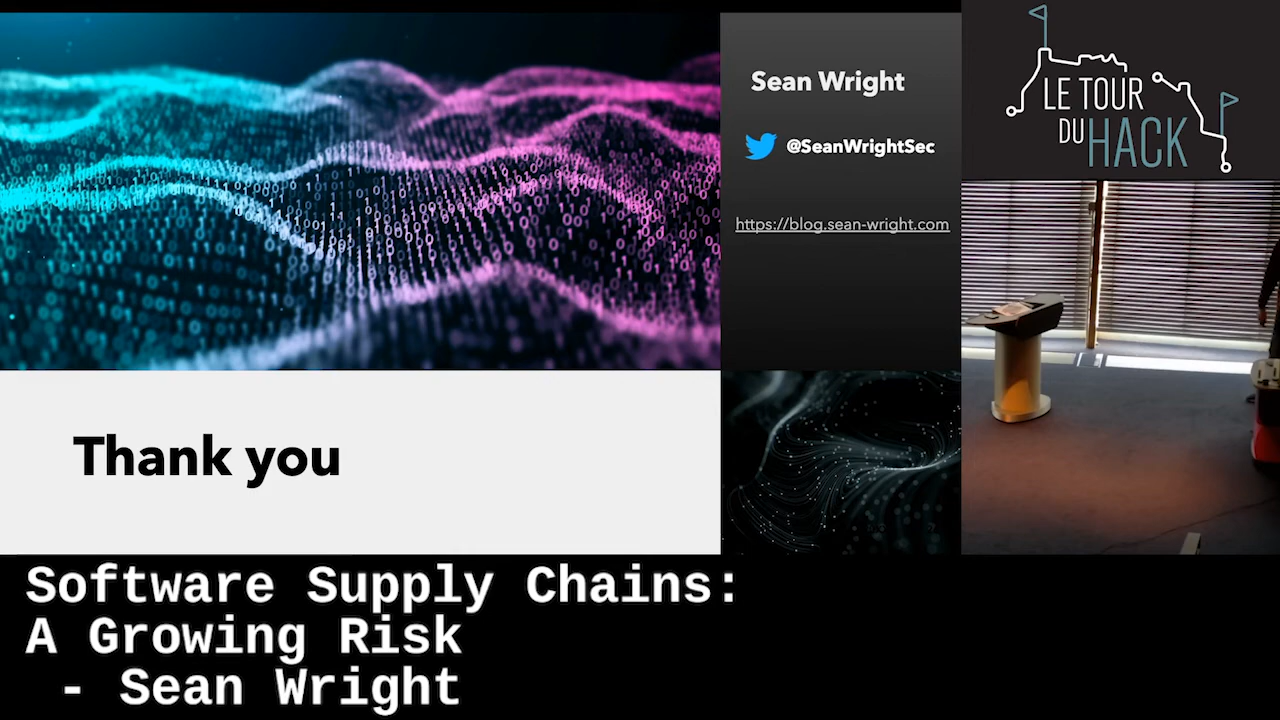 Sean Wright
@SeanWrightSec
https://blog.sean-wright.com
LE TOUR
DU HACK
Thank you
Software Supply Chains:
A Growing Risk
- Sean Wright